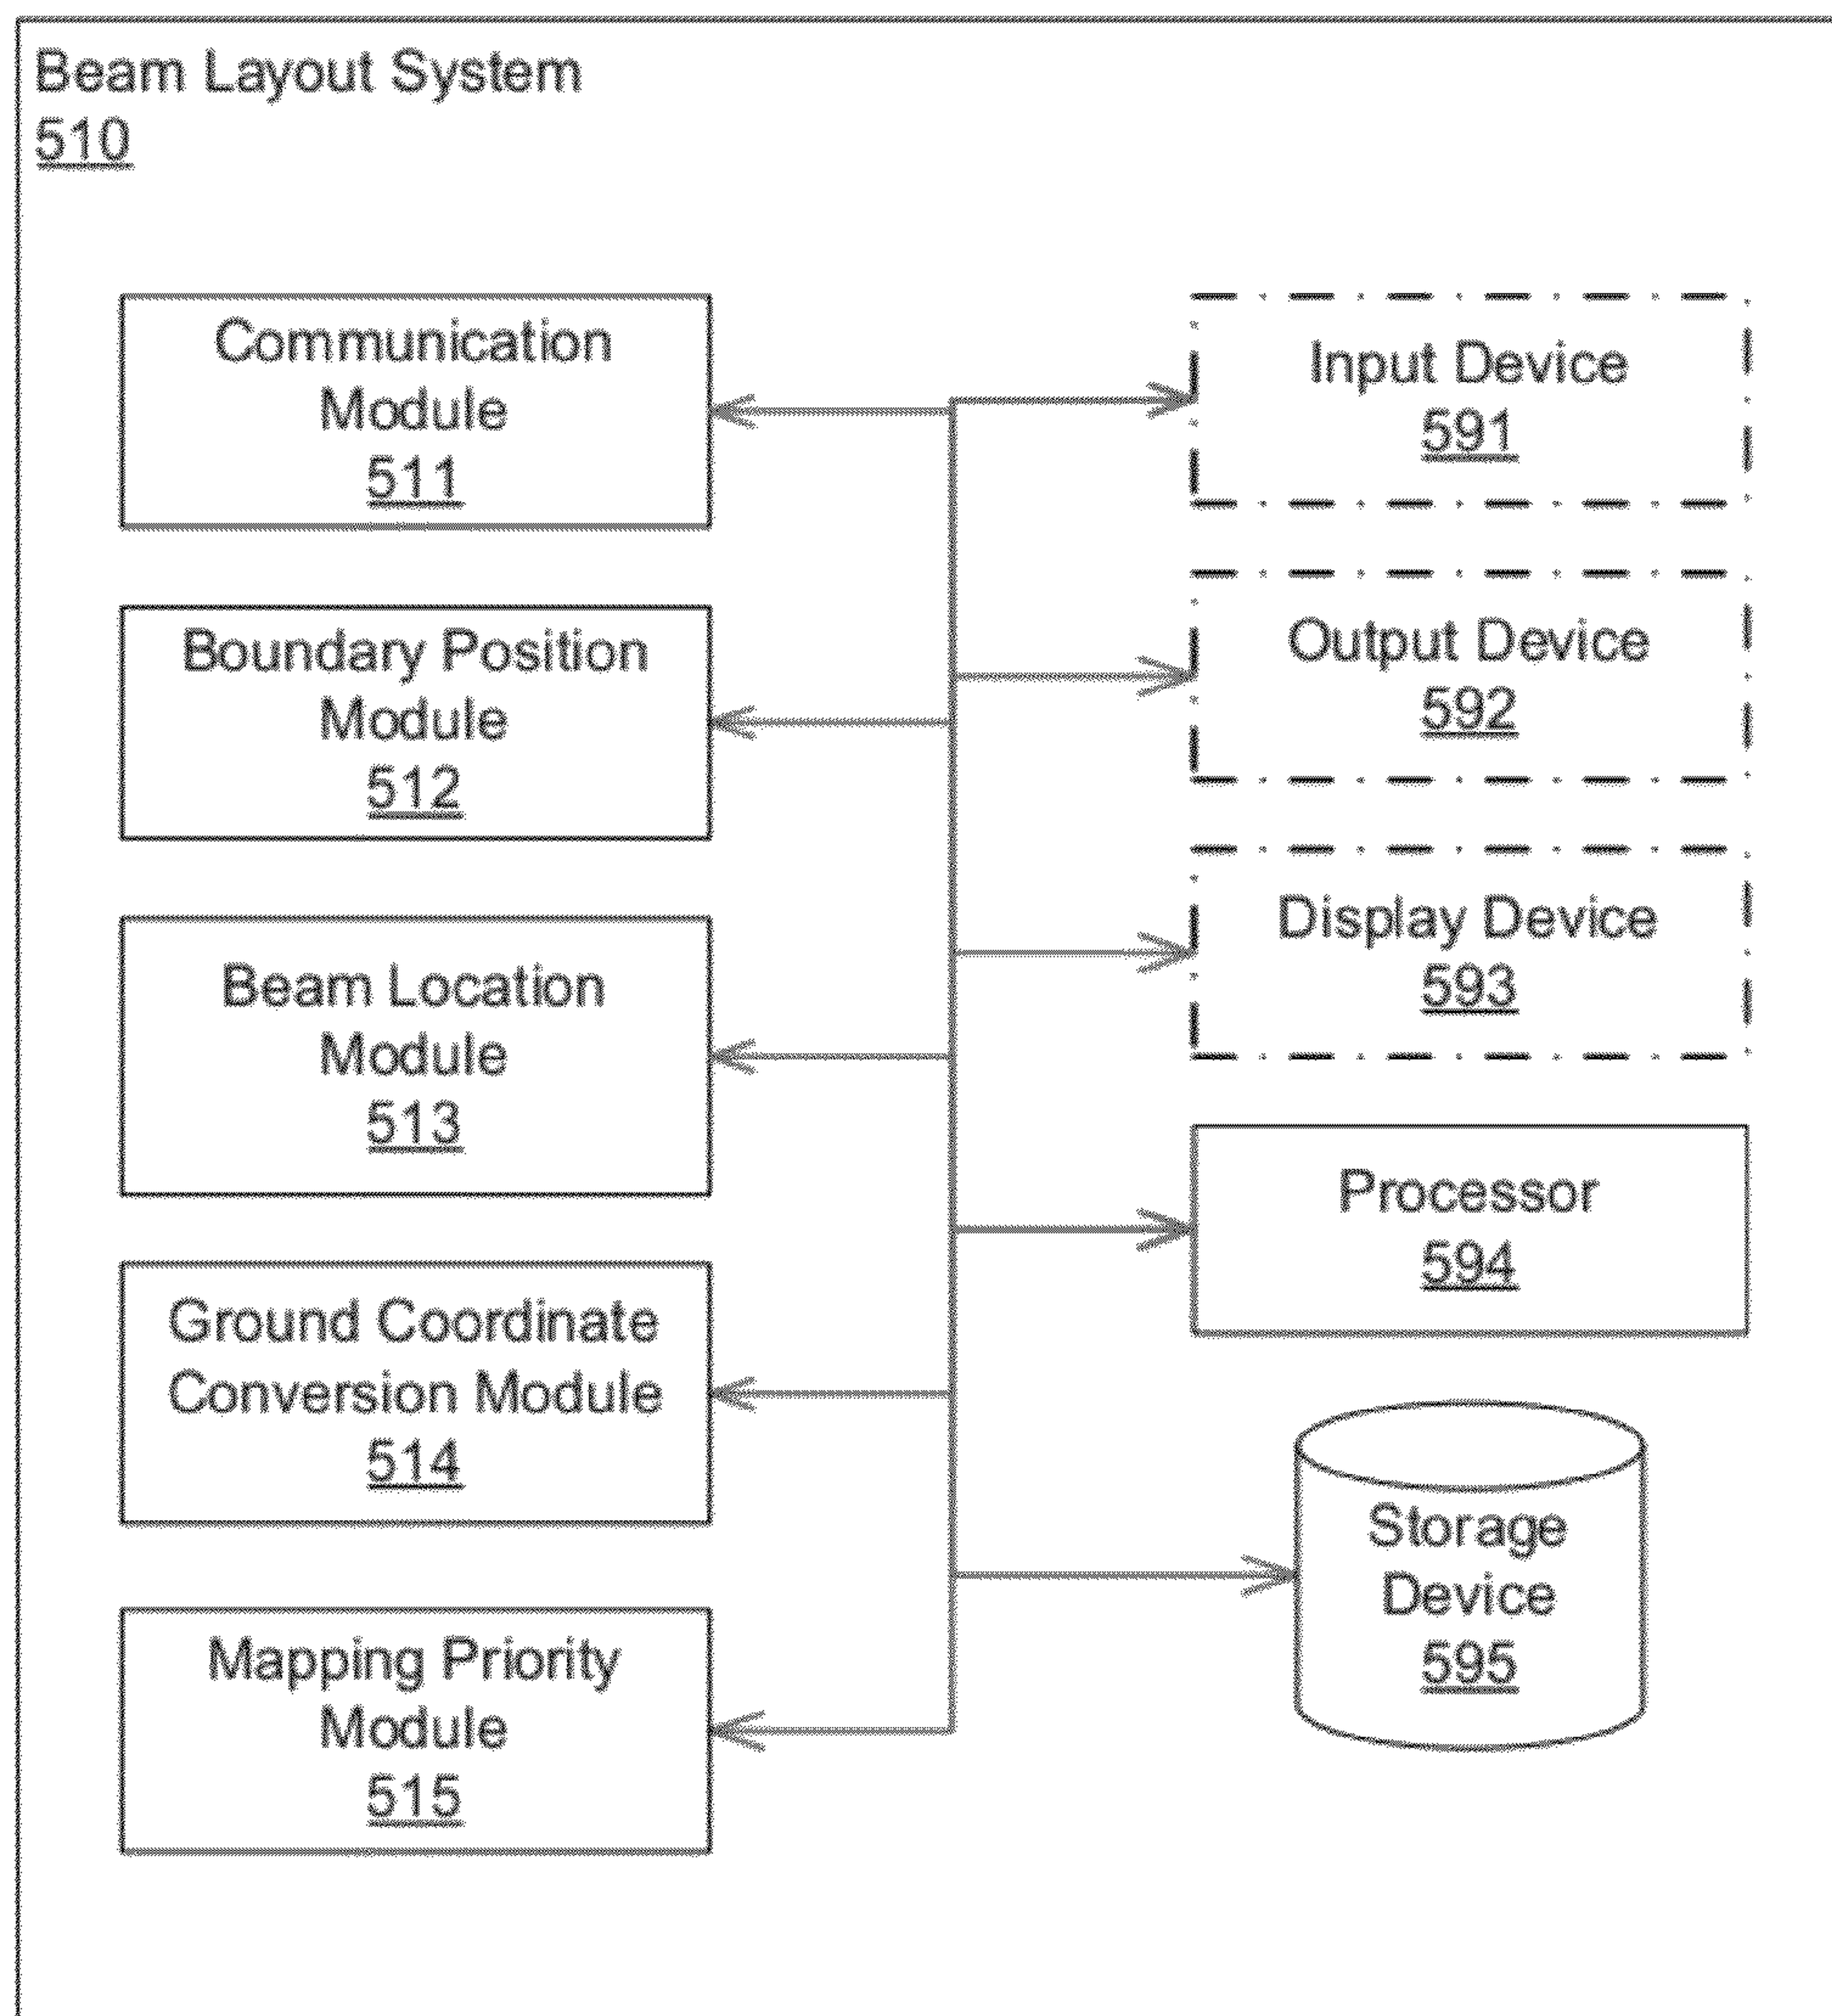 Beam Layout System
510
Communication
Module
511
Boundary Position
Module
512
Beam Location
Module
513
Ground Coordinate
Conversion Module
514
Mapping Priority
Module
515
Input Device
591
Output Device
592
Display Device
593
Processor
594
Storage
Device
595